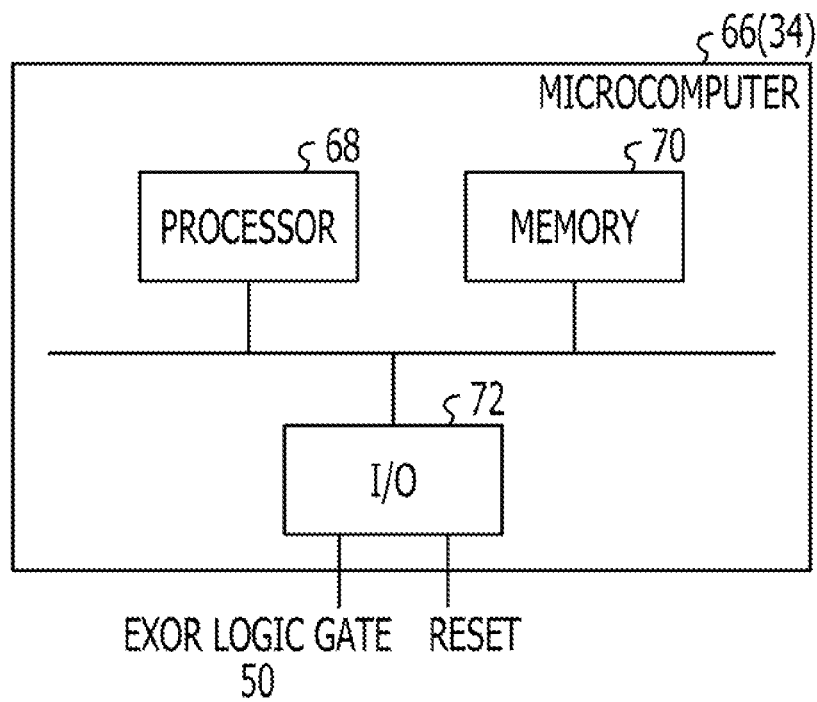 66(34)
MICROCOMPUTER
68
70
PROCESSOR
MEMORY
72
I/O
EXOR LOGIC GATE
50
RESET